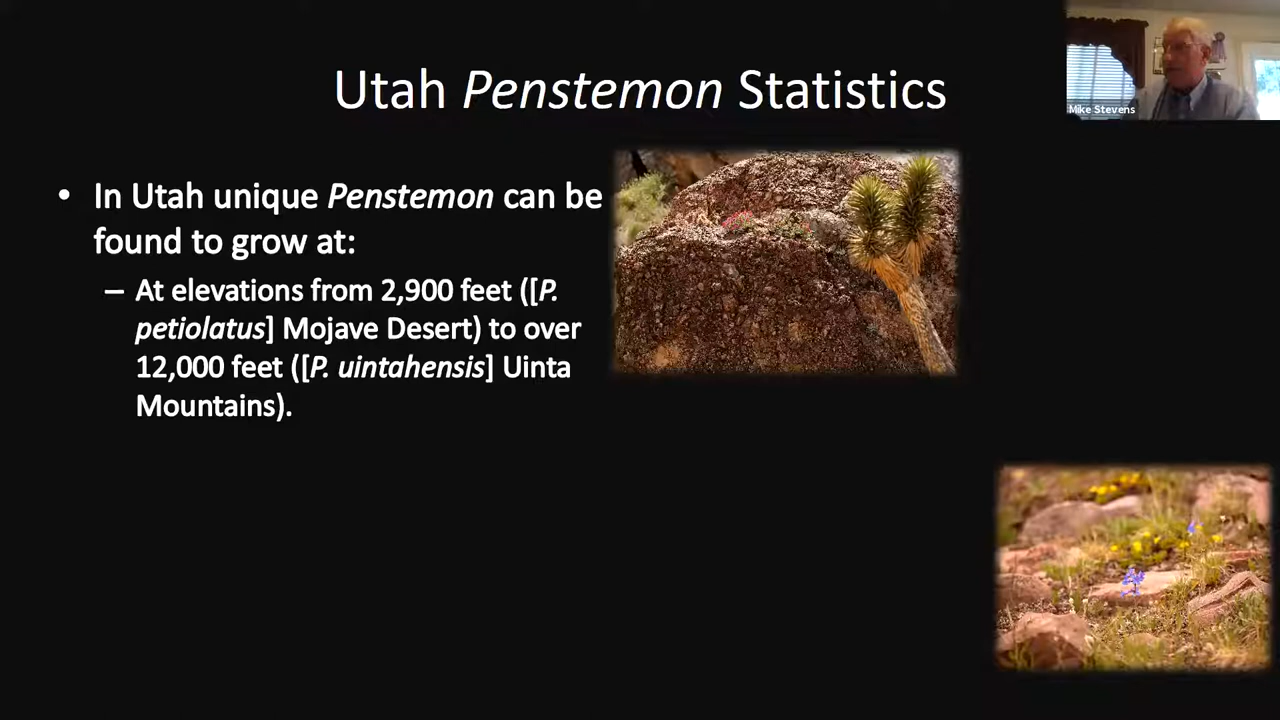 Utah Penstemon Statistics
Mike Stevens
• In Utah unique Penstemon can be
found to grow at:
– At elevations from 2,900 feet ([P.
petiolatus] Mojave Desert) to over
12,000 feet ([P. uintahensis] Uinta
Mountains).